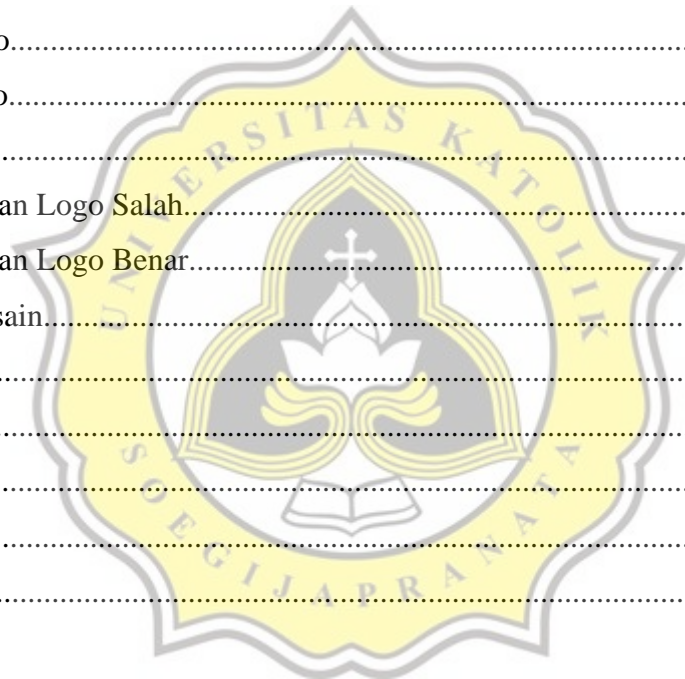 o....................................................................
o....................................................................
....................................................................
an Logo Salah....................................................
an Logo Benar....................................................
sain....................................................................
....................................................................
....................................................................
....................................................................
....................................................................
....................................................................
UNIVERSITAS KATOLIK
SOEGIJAPRANATA